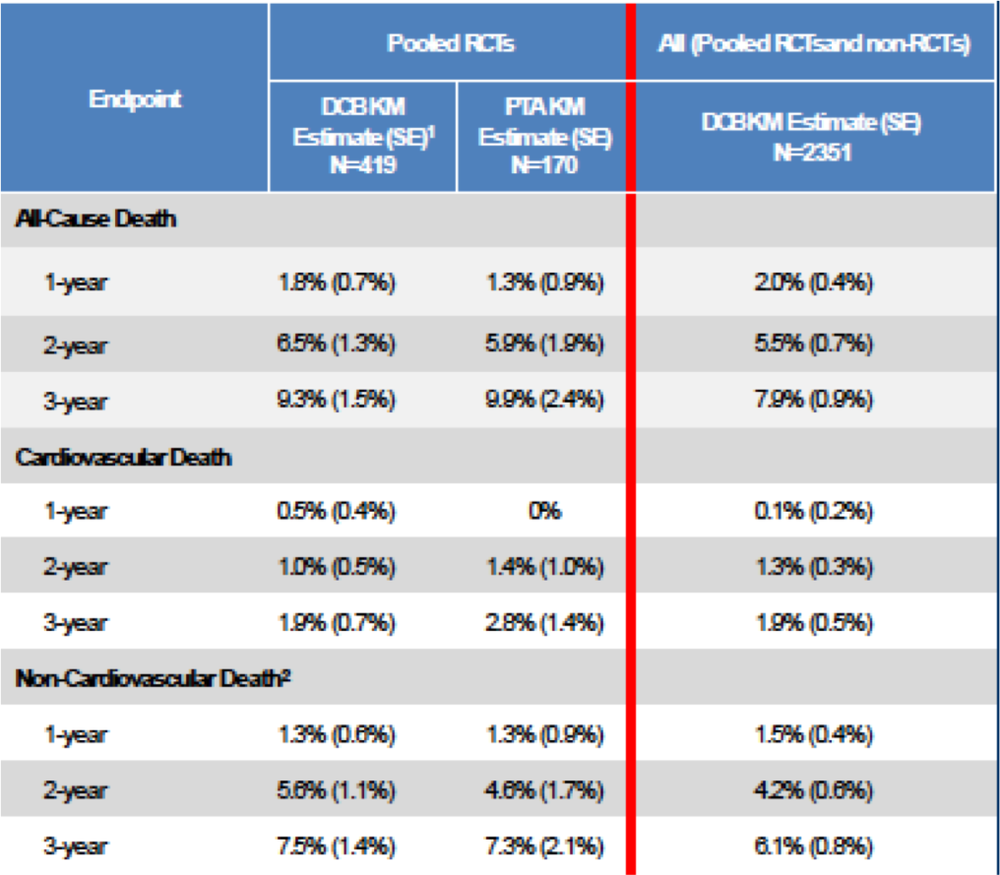 Endpoint
Pooled RCTs
All (Pooled RCTsand non-RCTs)
DCB KM
Estimate (SE)¹
N=419
PTA KM
Estimate (SE)
N=170
DCB KM Estimate (SE)
N=2351
All-Cause Death
1-year 1.8% (0.7%) 1.3% (0.9%) 2.0% (0.4%)
2-year 6.5% (1.3%) 5.9% (1.9%) 5.5% (0.7%)
3-year 9.3% (1.5%) 9.9% (2.4%) 7.9% (0.9%)
Cardiovascular Death
1-year 0.5% (0.4%) 0% 0.1% (0.2%)
2-year 1.0% (0.5%) 1.4% (1.0%) 1.3% (0.3%)
3-year 1.9% (0.7%) 2.8% (1.4%) 1.9% (0.5%)
Non-Cardiovascular Death²
1-year 1.3% (0.6%) 1.3% (0.9%) 1.5% (0.4%)
2-year 5.6% (1.1%) 4.6% (1.7%) 4.2% (0.6%)
3-year 7.5% (1.4%) 7.3% (2.1%) 6.1% (0.8%)